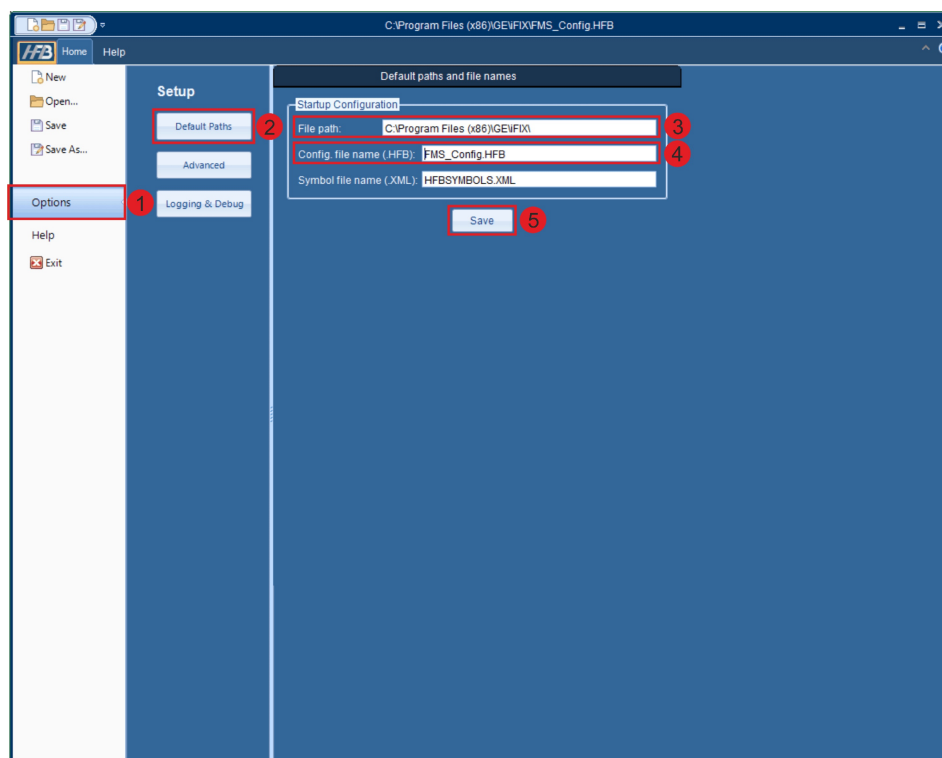 C:\Program Files (x86)\GE\iFIX\FMS_Config.HFB
HFB Home Help
New
Open...
Save
Save As...
Options
1
Help
Exit
Setup
Default Paths
2
Advanced
Logging & Debug
Default paths and file names
Startup Configuration
File path: C:\Program Files (x86)\GE\iFIX\
3
Config. file name (.HFB): FMS_Config.HFB
4
Symbol file name (.XML): HFBSYMBOLS.XML
Save
5